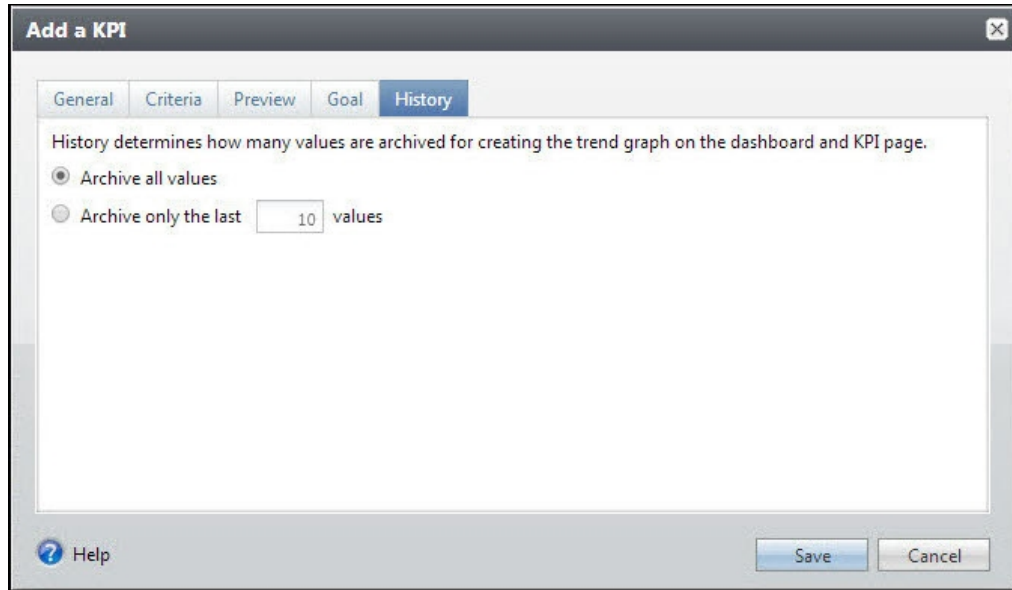 Add a KPI
General Criteria Preview Goal History
History determines how many values are archived for creating the trend graph on the dashboard and KPI page.
Archive all values
Archive only the last 10 values
? Help Save Cancel